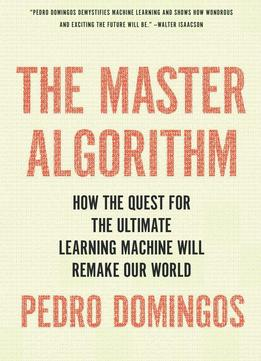 "PEDRO DOMINGOS DEMYSTIFIES MACHINE LEARNING AND SHOWS HOW WONDROUS
AND EXCITING THE FUTURE WILL BE." —WALTER ISAACSON
THE MASTER
ALGORITHM
HOW THE QUEST FOR
THE ULTIMATE
LEARNING MACHINE WILL
REMAKE OUR WORLD
PEDRO DOMINGOS